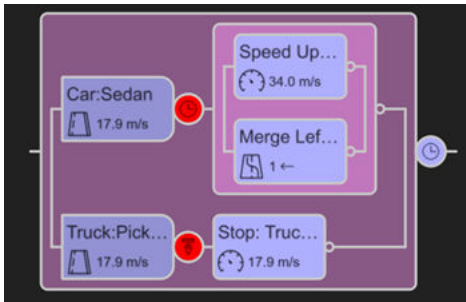 Speed Up...
34.0 m/s
Car:Sedan
17.9 m/s
Merge Lef...
1 ←
Truck:Pick...
17.9 m/s
Stop: Truc...
17.9 m/s